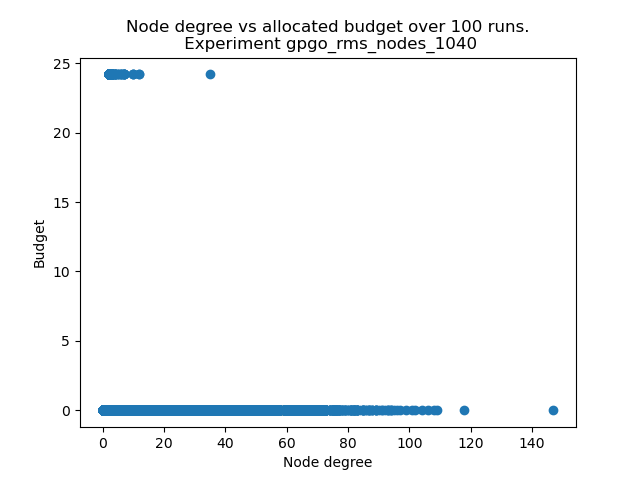 Node degree vs allocated budget over 100 runs.
Experiment gpgo_rms_nodes_1040
25
20
15
10
5
0
Budget
0 20 40 60 80 100 120 140
Node degree